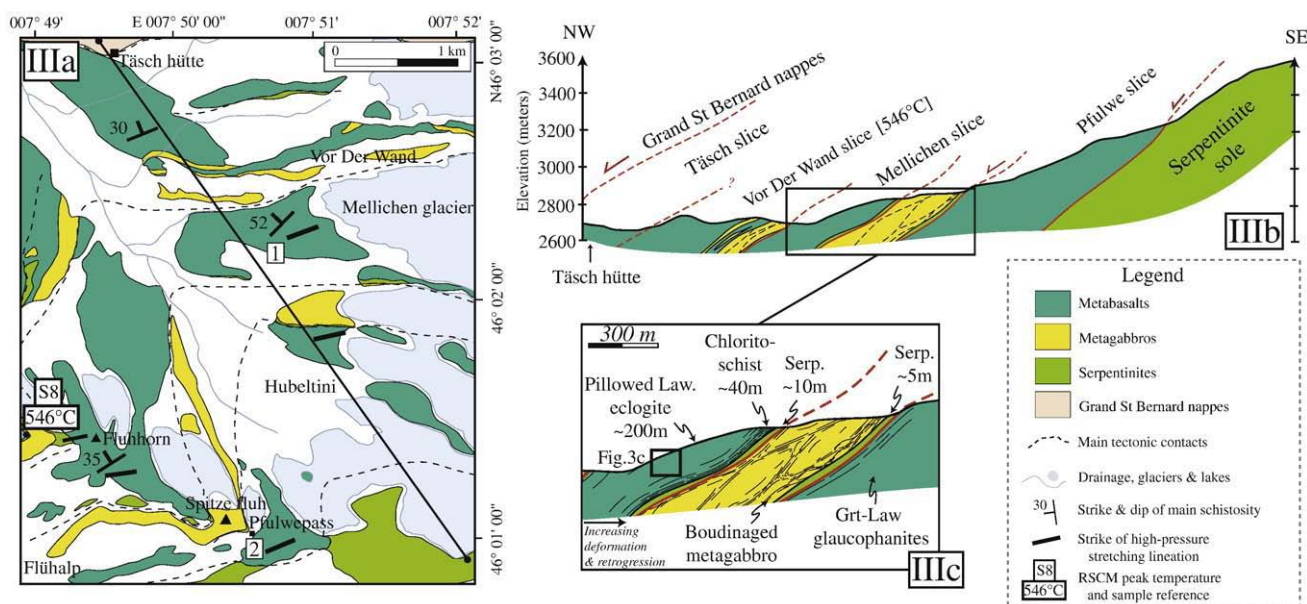 007° 49'
E 007° 50' 00"
007° 51'
007° 52'
IIIa
0
1 km
Täsch hütte
N46° 03' 00"
30
Vor Der Wand
Mellichen glacier
52
1
46° 02' 00"
Hubeltini
S8
546°C
Fluhhorn
35
Spitze fluh
Pfulwepass
2
46° 01' 00"
Flühalp
NW
SE
Elevation (meters)
3600
3400
3200
3000
2800
2600
Grand St Bernard nappes
Täsch slice
?
Vor Der Wand slice [546°C]
Mellichen slice
Pfulwe slice
Serpentinite
sole
Täsch hütte
IIIb
300 m
Chlorito-
schist
~40m
Serp.
~10m
Serp.
~5m
Pillowed Law.
eclogite
~200m
Fig.3c
Increasing
deformation
& retrogression
Boudinaged
metagabbro
Grt-Law
glaucophanites
IIIc
Legend
Metabasalts
Metagabbros
Serpentinites
Grand St Bernard nappes
Main tectonic contacts
Drainage, glaciers & lakes
30
Strike & dip of main schistosity
Strike of high-pressure
stretching lineation
S8
546°C
RSCM peak temperature
and sample reference